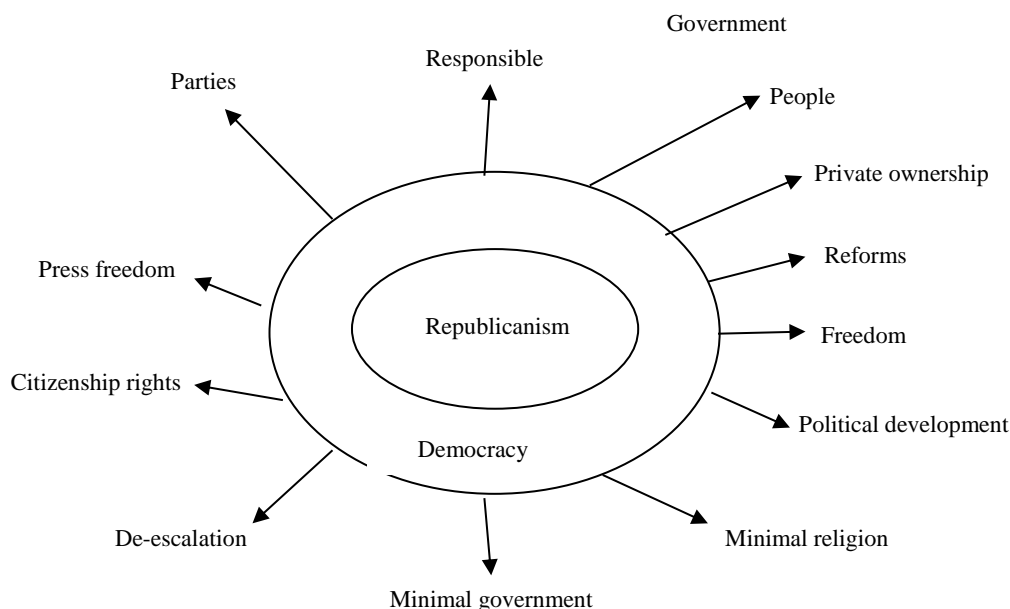 Government
Responsible
Parties
People
Private ownership
Press freedom
Reforms
Republicanism
Freedom
Citizenship rights
Political development
Democracy
De-escalation
Minimal religion
Minimal government